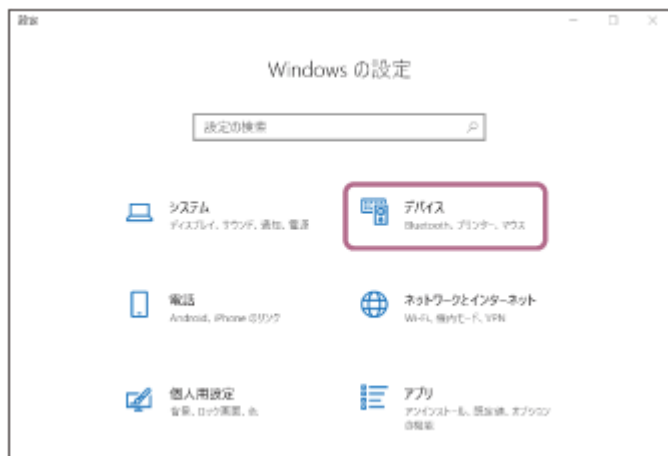 設定
Windows の設定
設定の検索
システム
ディスプレイ、サウンド、通知、電源
デバイス
Bluetooth、プリンター、マウス
電話
Android、iPhone のリンク
ネットワークとインターネット
Wi-Fi、機内モード、VPN
個人用設定
背景、ロック画面、色
アプリ
アンインストール、既定値、オプション
の機能